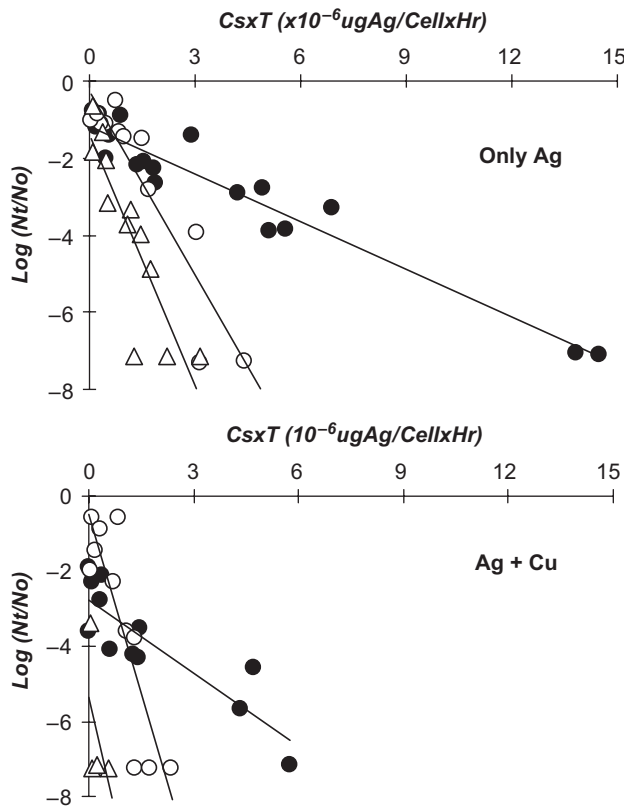 CsxT (x10⁻⁶ugAg/CellxHr)
0 3 6 9 12 15
0
−2
−4
−6
−8
Log (Nt/No)
Only Ag
CsxT (10⁻⁶ugAg/CellxHr)
0 3 6 9 12 15
0
−2
−4
−6
−8
Log (Nt/No)
Ag + Cu